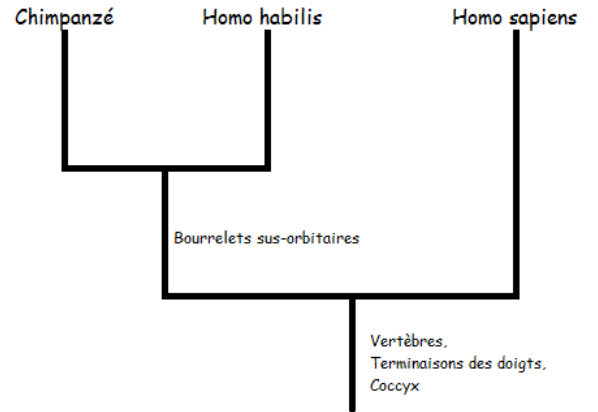 Chimpanzé
Homo habilis
Homo sapiens
Bourrelets sus-orbitaires
Vertèbres,
Terminaisons des doigts,
Coccyx